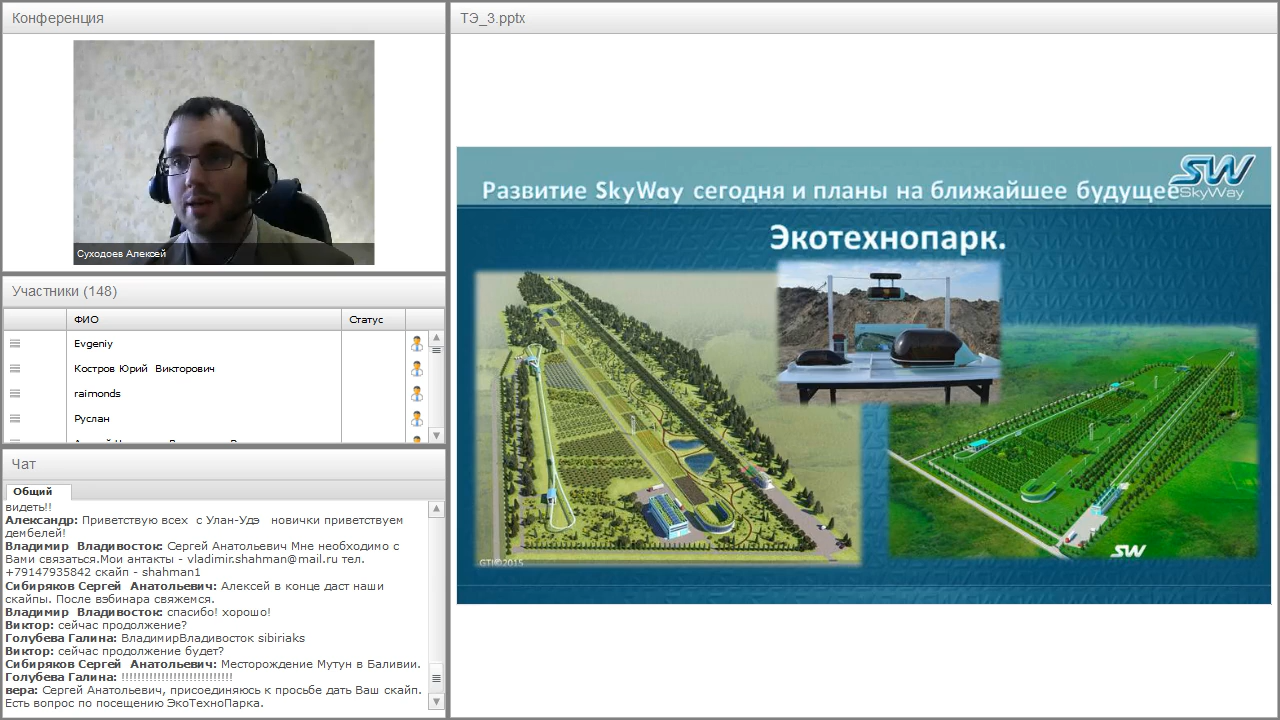 Конференция
Суходоев Алексей
Участники (148)
ФИО
Статус
Evgeniy
Костров Юрий Викторович
raimonds
Руслан
Чат
Общий
видеть!!
Александр: Приветствую всех с Улан-Удэ новички приветствуем
дембелей!
Владимир Владивосток: Сергей Анатольевич Мне необходимо с
Вами связаться.Мои антакты - vladimir.shahman@mail.ru тел.
+79147935842 скайп - shahman1
Сибиряков Сергей Анатольевич: Алексей в конце даст наши
скайпы. После вэбинара свяжемся.
Владимир Владивосток: спасибо! хорошо!
Виктор: сейчас продолжение?
Голубева Галина: ВладимирВладивосток sibiriaks
Виктор: сейчас продолжение будет?
Сибиряков Сергей Анатольевич: Месторождение Мутун в Баливии.
Голубева Галина: !!!!!!!!!!!!!!!!!!!!!!!!!!!!
вера: Сергей Анатольевич, присоединяюсь к просьбе дать Ваш скайп.
Есть вопрос по посещению ЭкоТехноПарка.
ТЭ_3.pptx
Развитие SkyWay сегодня и планы на ближайшее будущее
SW
SkyWay
Экотехнопарк.
GTI©2015
SW